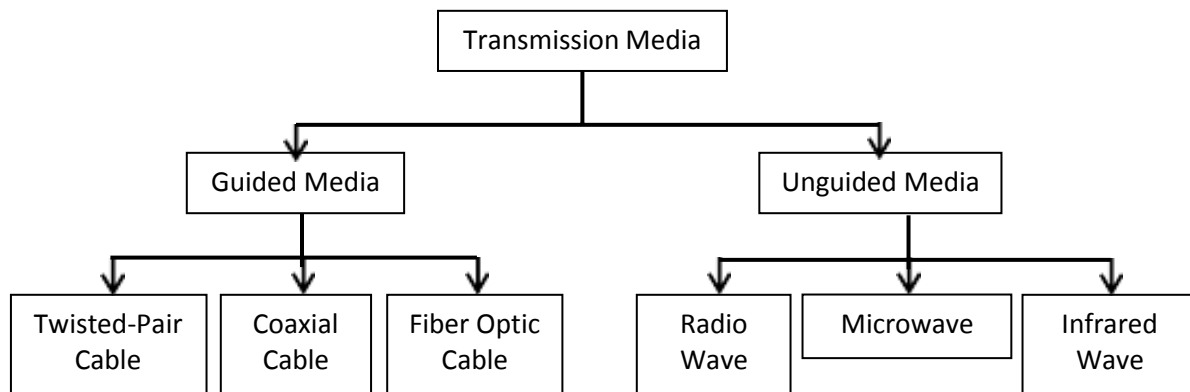 Transmission Media
Guided Media
Unguided Media
Twisted-Pair
Cable
Coaxial
Cable
Fiber Optic
Cable
Radio
Wave
Microwave
Infrared
Wave